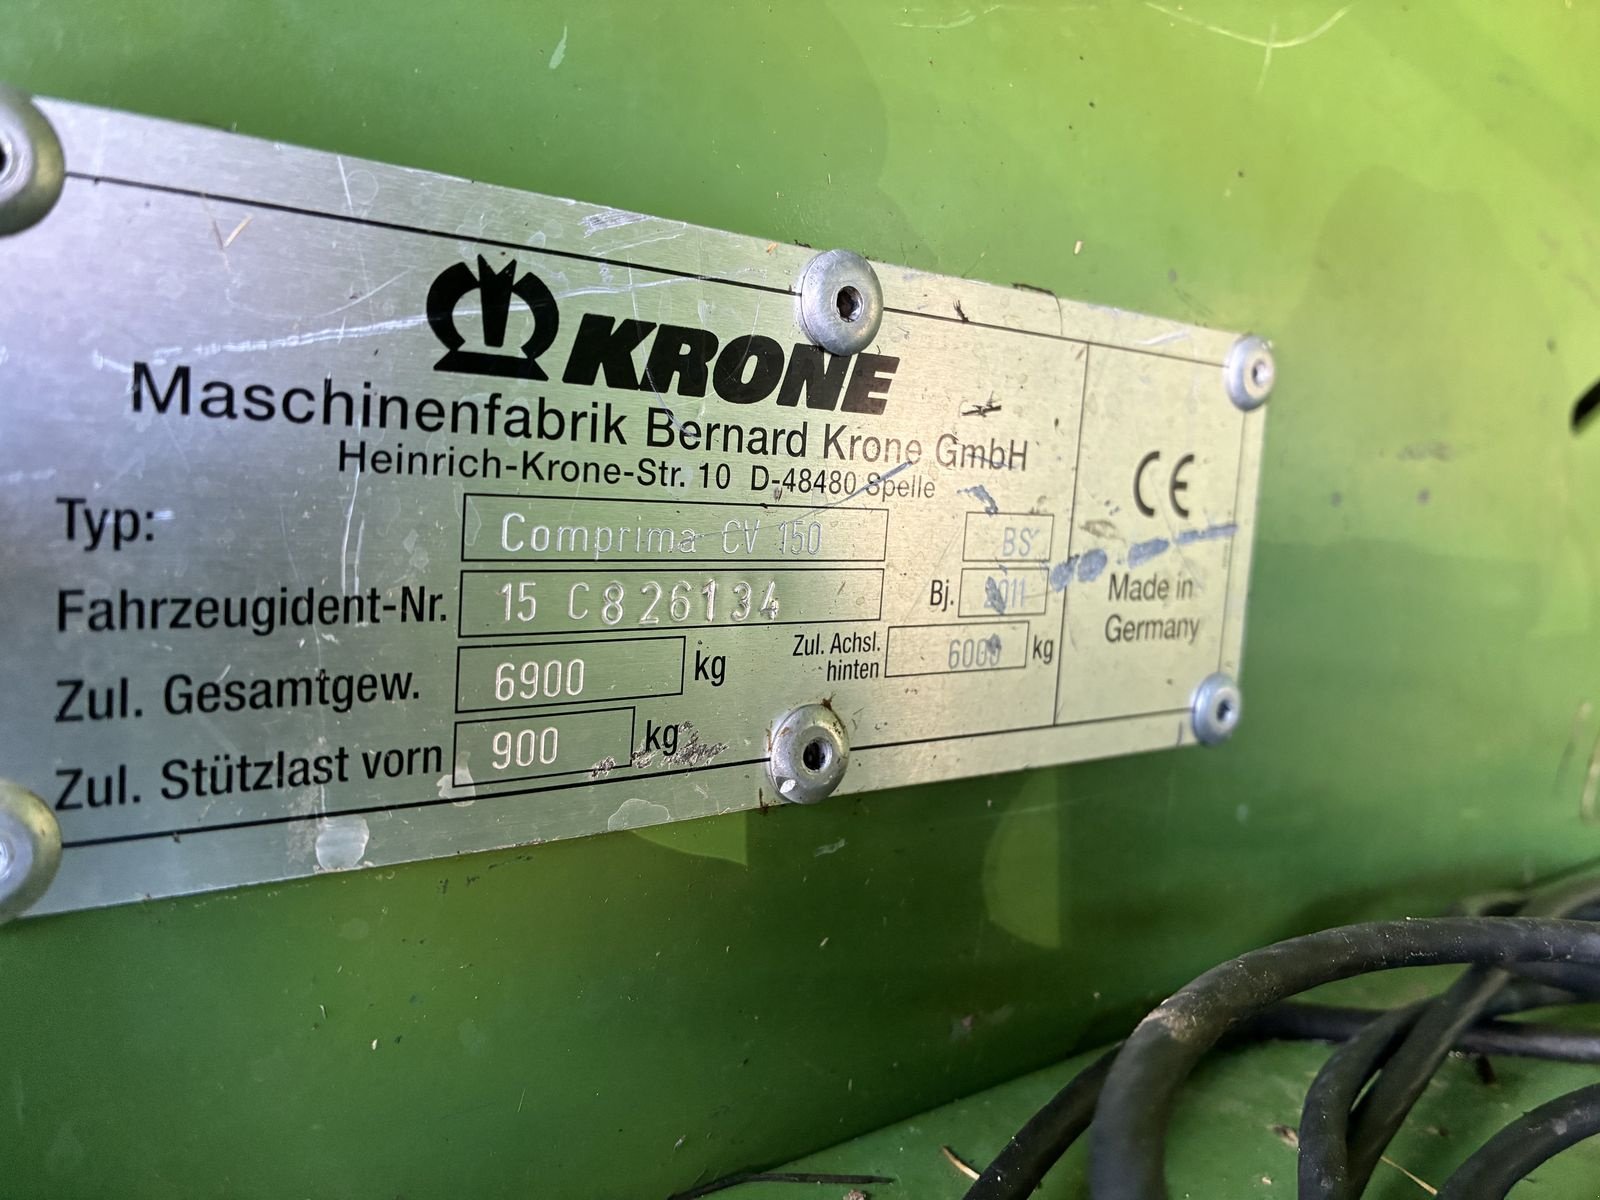 KRONE
Maschinenfabrik Bernard Krone GmbH
Heinrich-Krone-Str. 10 D-48480 Spelle
Typ: Comprima CV 150 BS
Fahrzeugident-Nr. 15 C826134 Bj. 2011
Zul. Gesamtgew. 6900 kg Zul. Achsl. hinten 6000 kg
Zul. Stützlast vorn 900 kg
CE
Made in
Germany